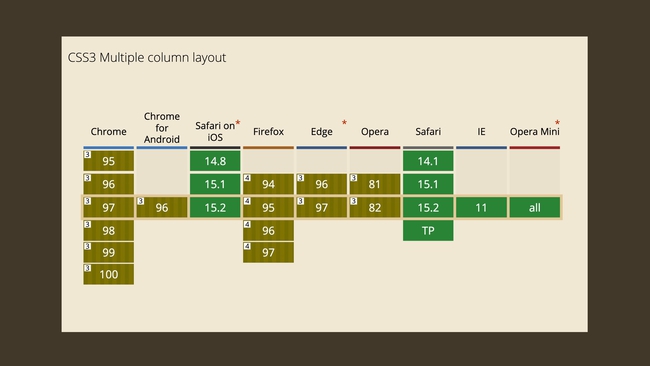 CSS3 Multiple column layout
Chrome
Chrome
for
Android
Safari on*
iOS
Firefox
Edge *
Opera
Safari
IE
Opera Mini *
3 95 14.8 14.1
3 96 15.1 4 94 3 96 3 81 15.1
3 97 3 96 15.2 4 95 3 97 3 82 15.2 11 all
3 98 4 96 TP
3 99 4 97
3 100